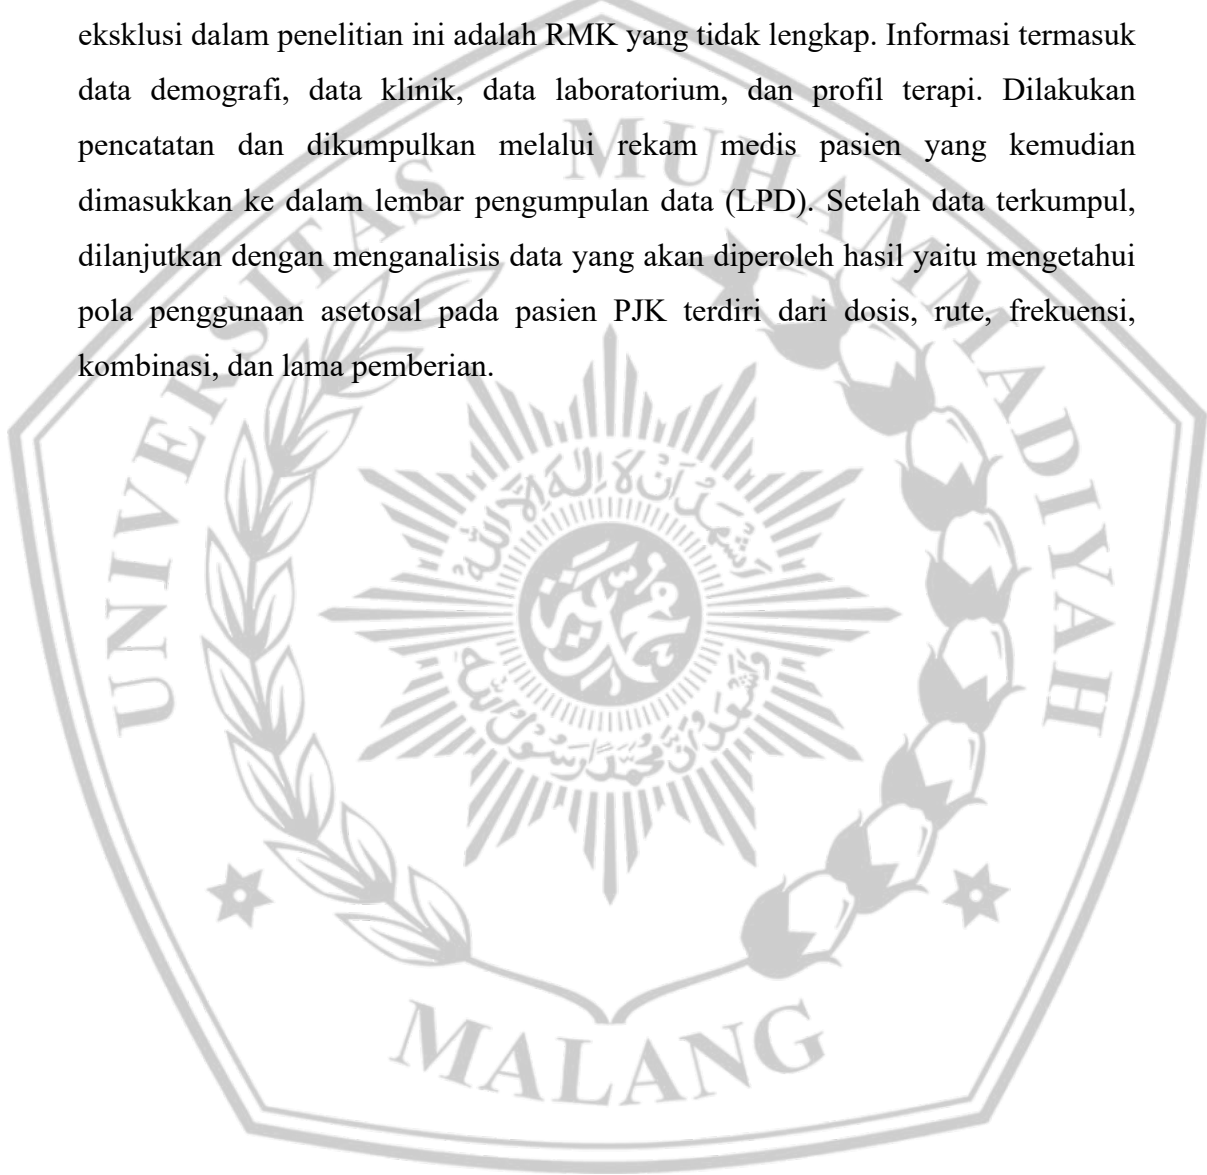 eksklusi dalam penelitian ini adalah RMK yang tidak lengkap. Informasi termasuk
data demografi, data klinik, data laboratorium, dan profil terapi. Dilakukan
pencatatan dan dikumpulkan melalui rekam medis pasien yang kemudian
dimasukkan ke dalam lembar pengumpulan data (LPD). Setelah data terkumpul,
dilanjutkan dengan menganalisis data yang akan diperoleh hasil yaitu mengetahui
pola penggunaan asetosal pada pasien PJK terdiri dari dosis, rute, frekuensi,
kombinasi, dan lama pemberian.
UNIVERSITAS MUHAMMADIYAH
MALANG